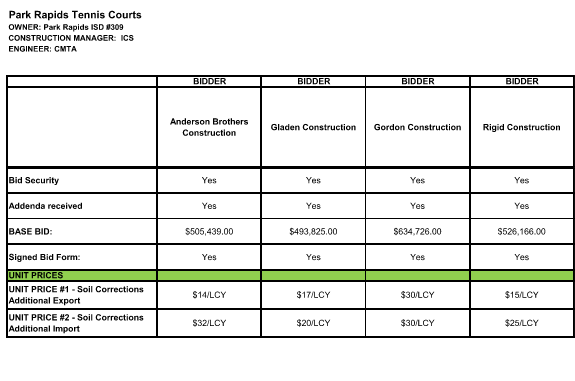 Park Rapids Tennis Courts
OWNER: Park Rapids ISD #309
CONSTRUCTION MANAGER: ICS
ENGINEER: CMTA
BIDDER BIDDER BIDDER BIDDER
Anderson Brothers Construction Gladen Construction Gordon Construction Rigid Construction
Bid Security Yes Yes Yes Yes
Addenda received Yes Yes Yes Yes
BASE BID: $505,439.00 $493,825.00 $634,726.00 $526,166.00
Signed Bid Form: Yes Yes Yes Yes
UNIT PRICES
UNIT PRICE #1 - Soil Corrections
Additional Export $14/LCY $17/LCY $30/LCY $15/LCY
UNIT PRICE #2 - Soil Corrections
Additional Import $32/LCY $20/LCY $30/LCY $25/LCY